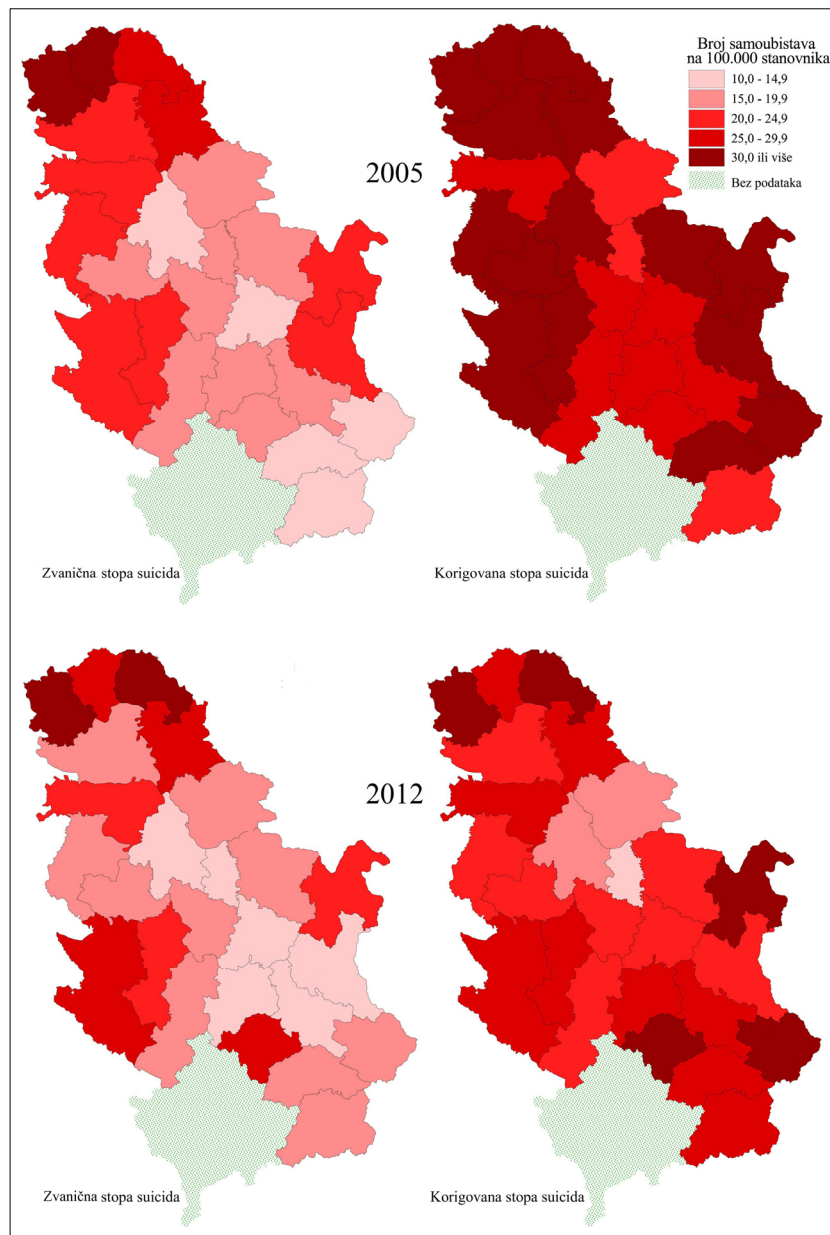 Broj samoubistava
na 100.000 stanovnika
10,0 - 14,9
15,0 - 19,9
20,0 - 24,9
25,0 - 29,9
30,0 ili više
Bez podataka
2005
Zvanična stopa suicida
Korigovana stopa suicida
2012
Zvanična stopa suicida
Korigovana stopa suicida